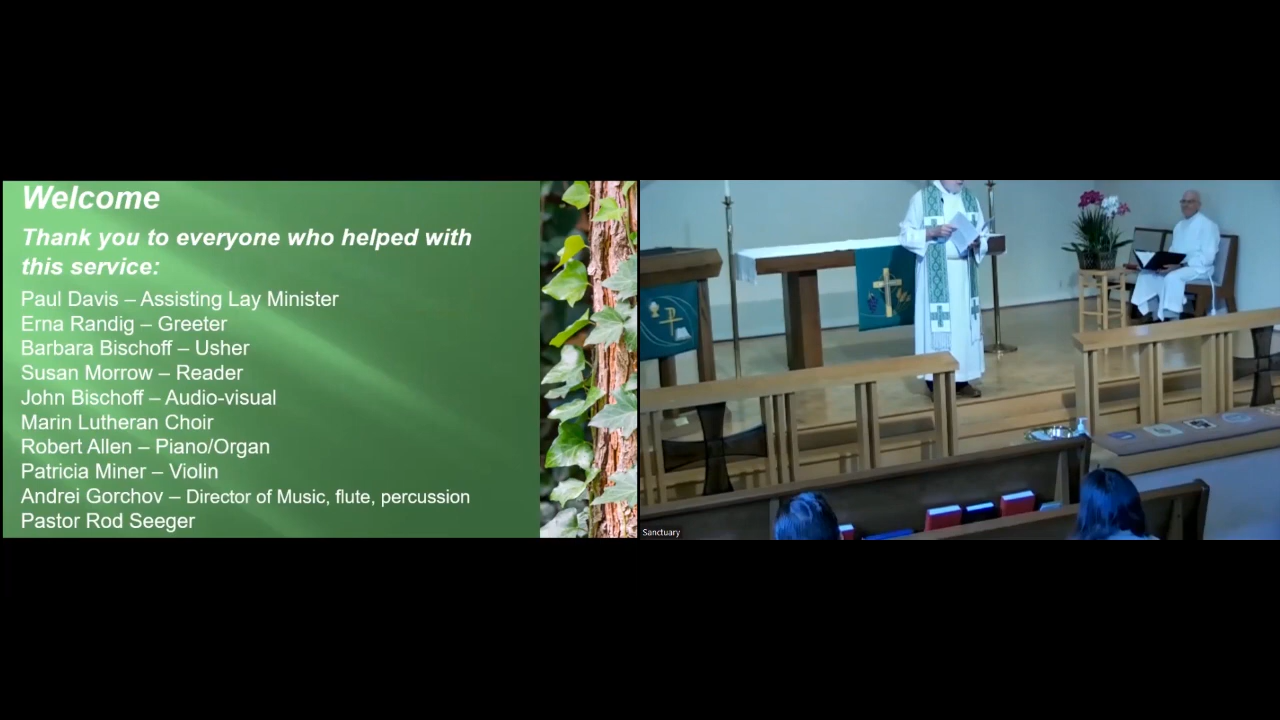 Welcome
Thank you to everyone who helped with
this service:
Paul Davis – Assisting Lay Minister
Erna Randig – Greeter
Barbara Bischoff – Usher
Susan Morrow – Reader
John Bischoff – Audio-visual
Marin Lutheran Choir
Robert Allen – Piano/Organ
Patricia Miner – Violin
Andrei Gorchov – Director of Music, flute, percussion
Pastor Rod Seeger
Sanctuary